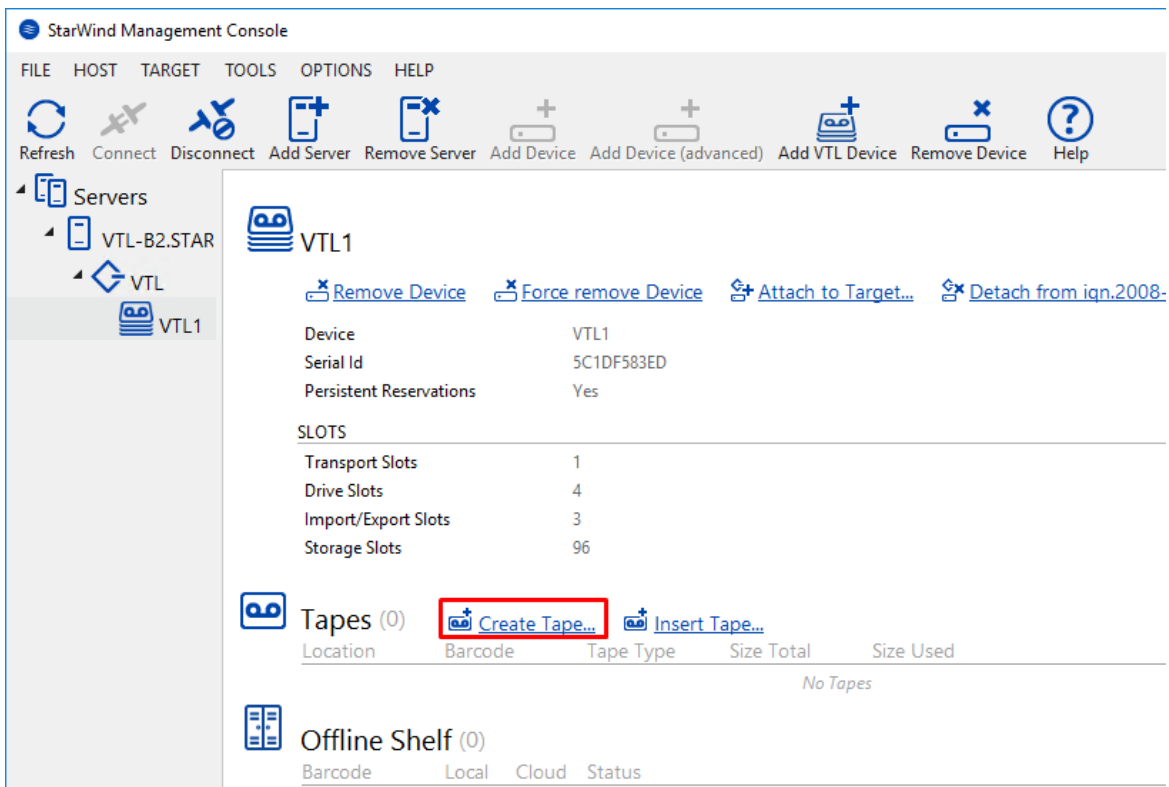 StarWind Management Console
FILE HOST TARGET TOOLS OPTIONS HELP
Refresh Connect Disconnect Add Server Remove Server Add Device Add Device (advanced) Add VTL Device Remove Device Help
Servers
VTL-B2.STAR
VTL
VTL1
VTL1
Remove Device Force remove Device Attach to Target... Detach from iqn.2008-
Device VTL1
Serial Id 5C1DF583ED
Persistent Reservations Yes
SLOTS
Transport Slots 1
Drive Slots 4
Import/Export Slots 3
Storage Slots 96
Tapes (0) Create Tape... Insert Tape...
Location Barcode Tape Type Size Total Size Used
No Tapes
Offline Shelf (0)
Barcode Local Cloud Status